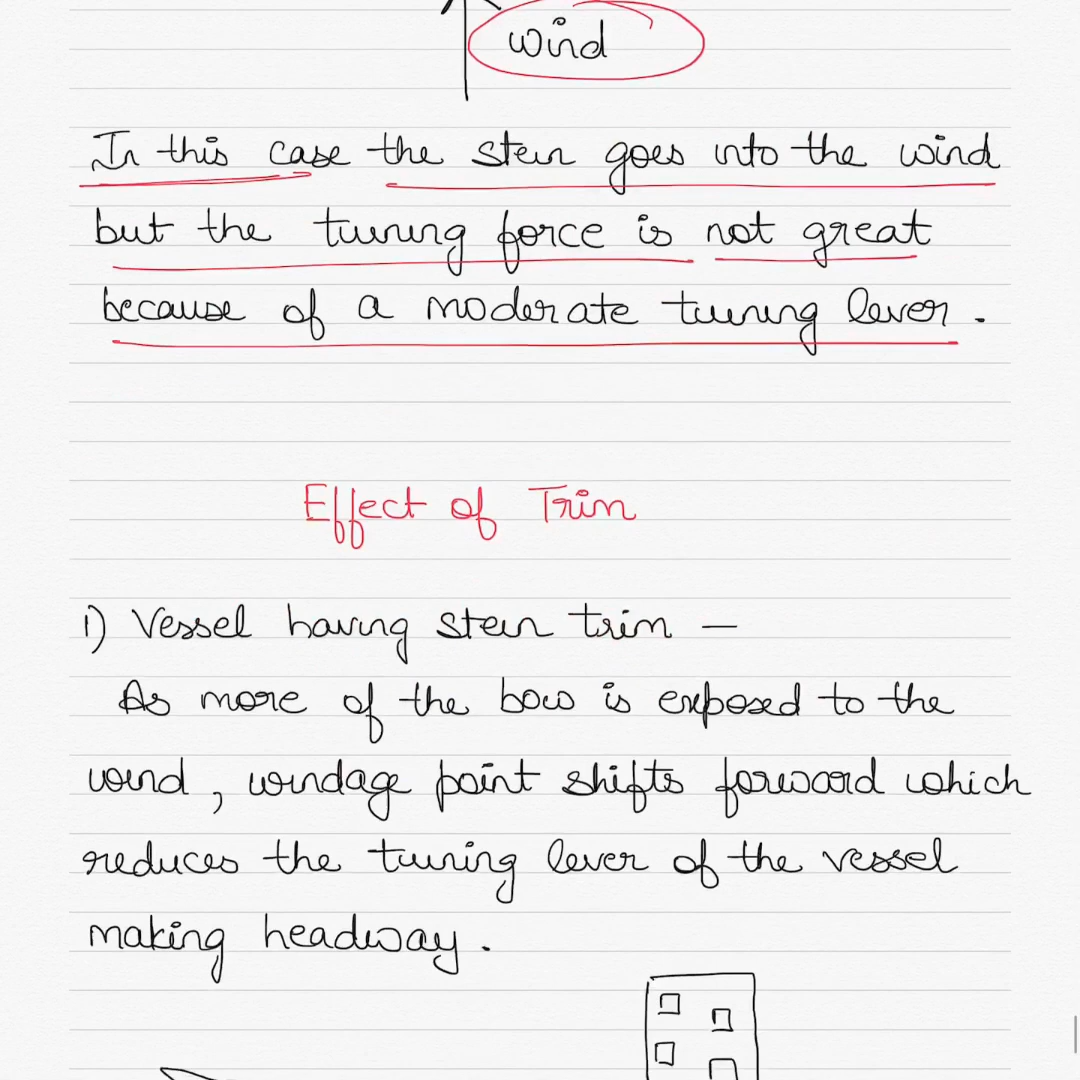 wind
In this case the stern goes into the wind
but the turning force is not great
because of a moderate turning lever.
Effect of Trim
1) Vessel having stern trim —
As more of the bow is exposed to the
wind, windage point shifts forward which
reduces the turning lever of the vessel
making headway.